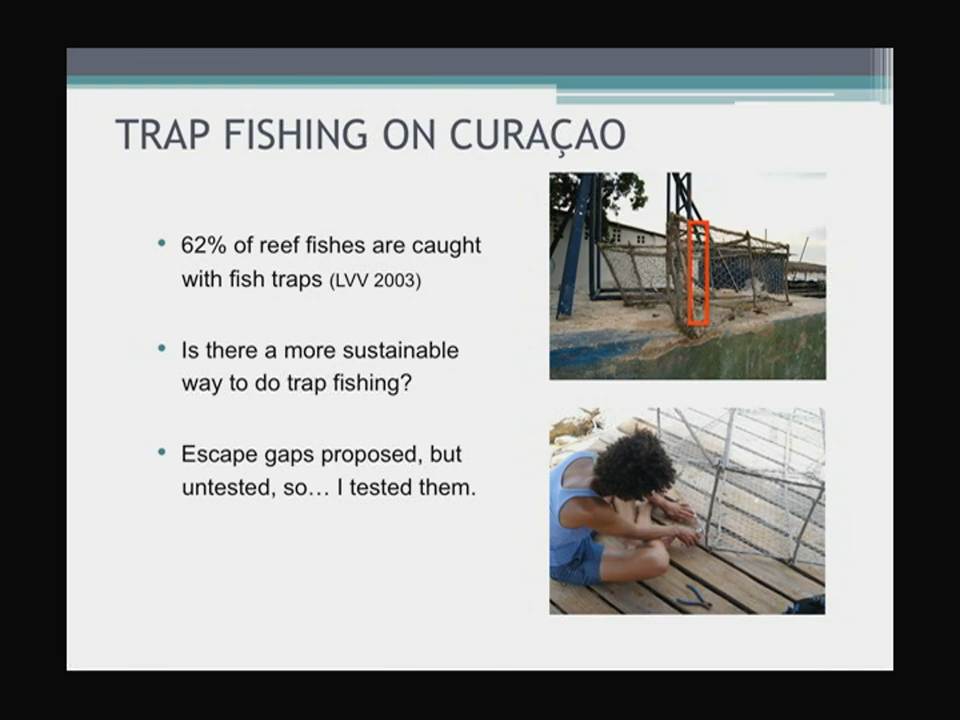 TRAP FISHING ON CURAÇAO
• 62% of reef fishes are caught
with fish traps (LVV 2003)
• Is there a more sustainable
way to do trap fishing?
• Escape gaps proposed, but
untested, so… I tested them.